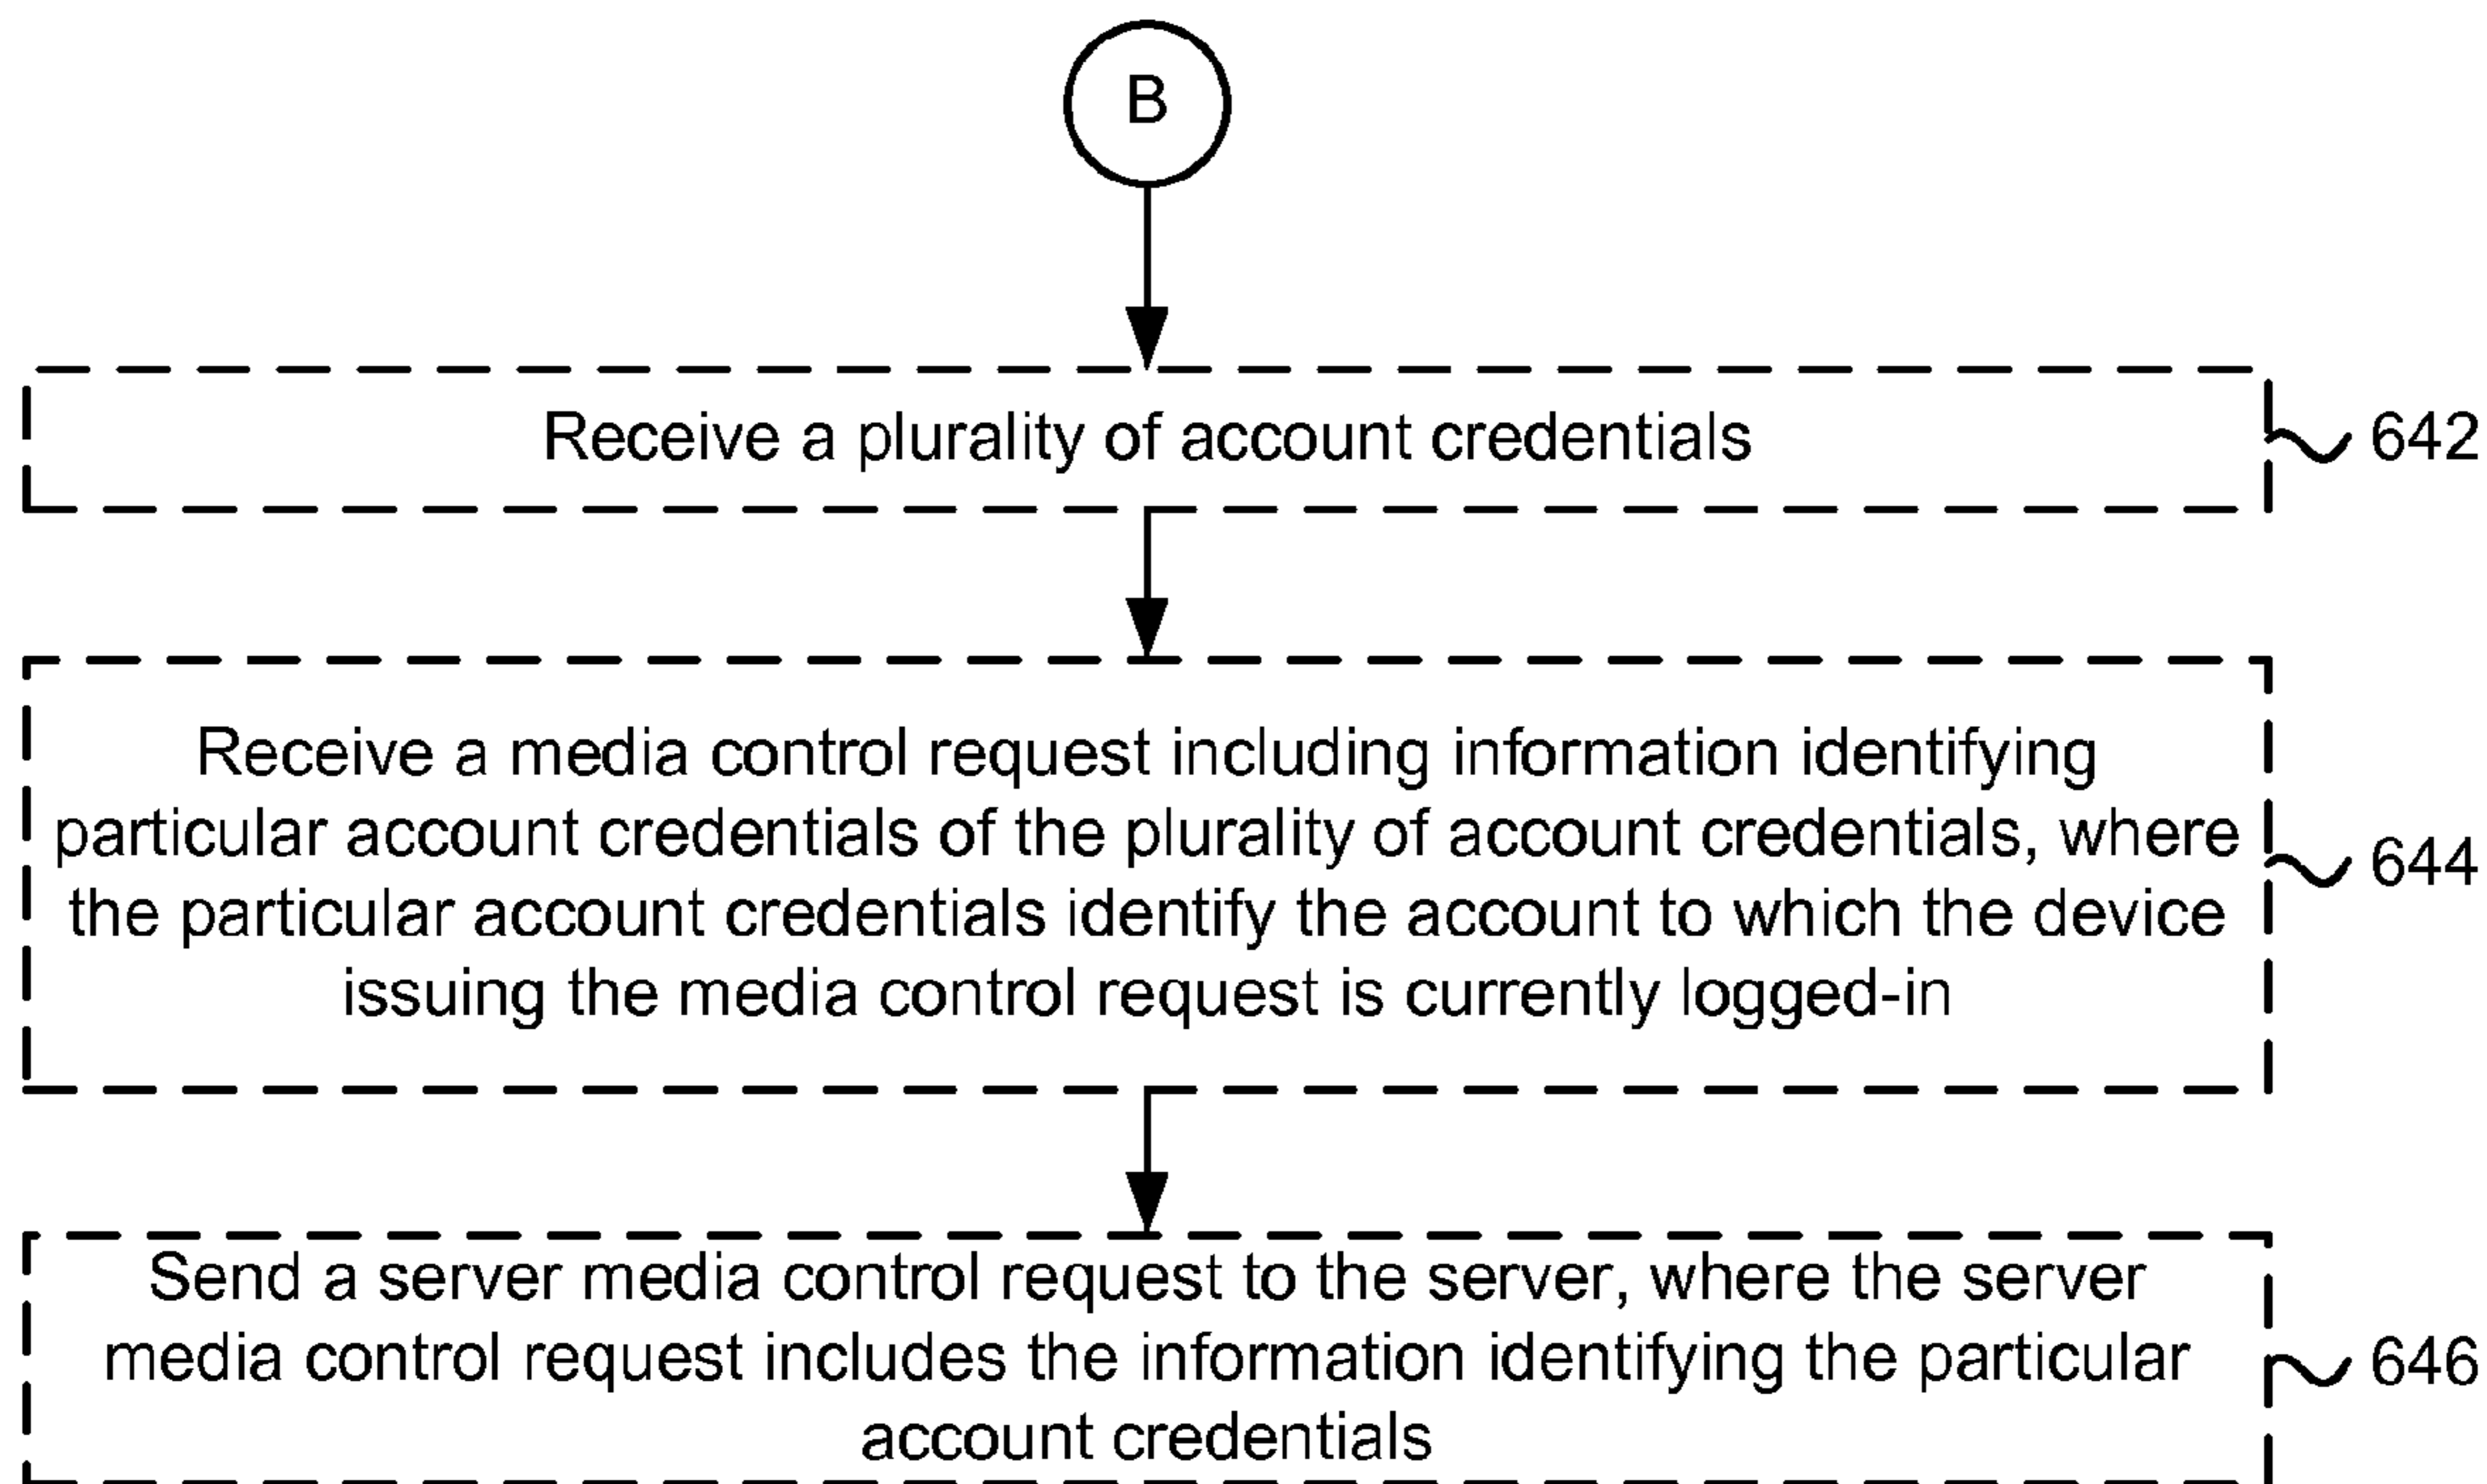 B
Receive a plurality of account credentials
642
Receive a media control request including information identifying
particular account credentials of the plurality of account credentials, where
the particular account credentials identify the account to which the device
issuing the media control request is currently logged-in
644
Send a server media control request to the server, where the server
media control request includes the information identifying the particular
account credentials
646